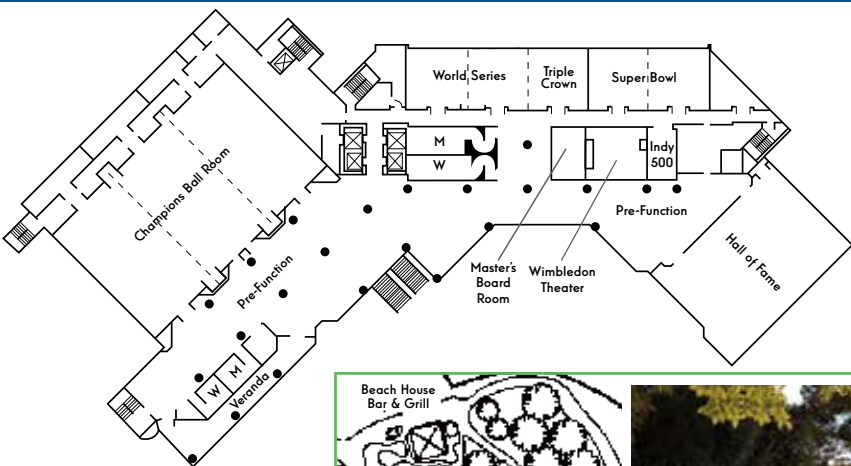 World Series
Triple
Crown
Super Bowl
M
W
Indy
500
Champions Ball Room
Pre-Function
Pre-Function
Hall of Fame
Master's
Board
Room
Wimbledon
Theater
W
M
Veranda
Beach House
Bar & Grill